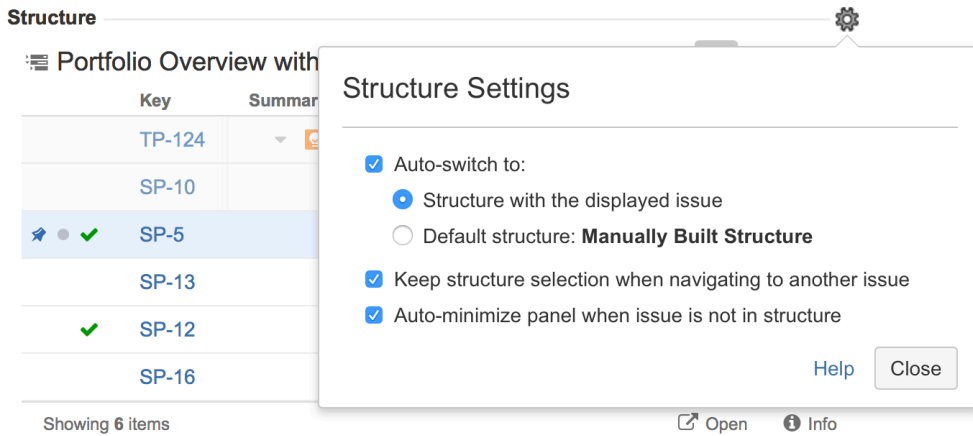 Structure
Portfolio Overview with
Structure Settings
Key Summar
TP-124
Auto-switch to:
SP-10
Structure with the displayed issue
SP-5
Default structure: Manually Built Structure
SP-13
Keep structure selection when navigating to another issue
SP-12
Auto-minimize panel when issue is not in structure
SP-16
Help Close
Showing 6 items Open Info